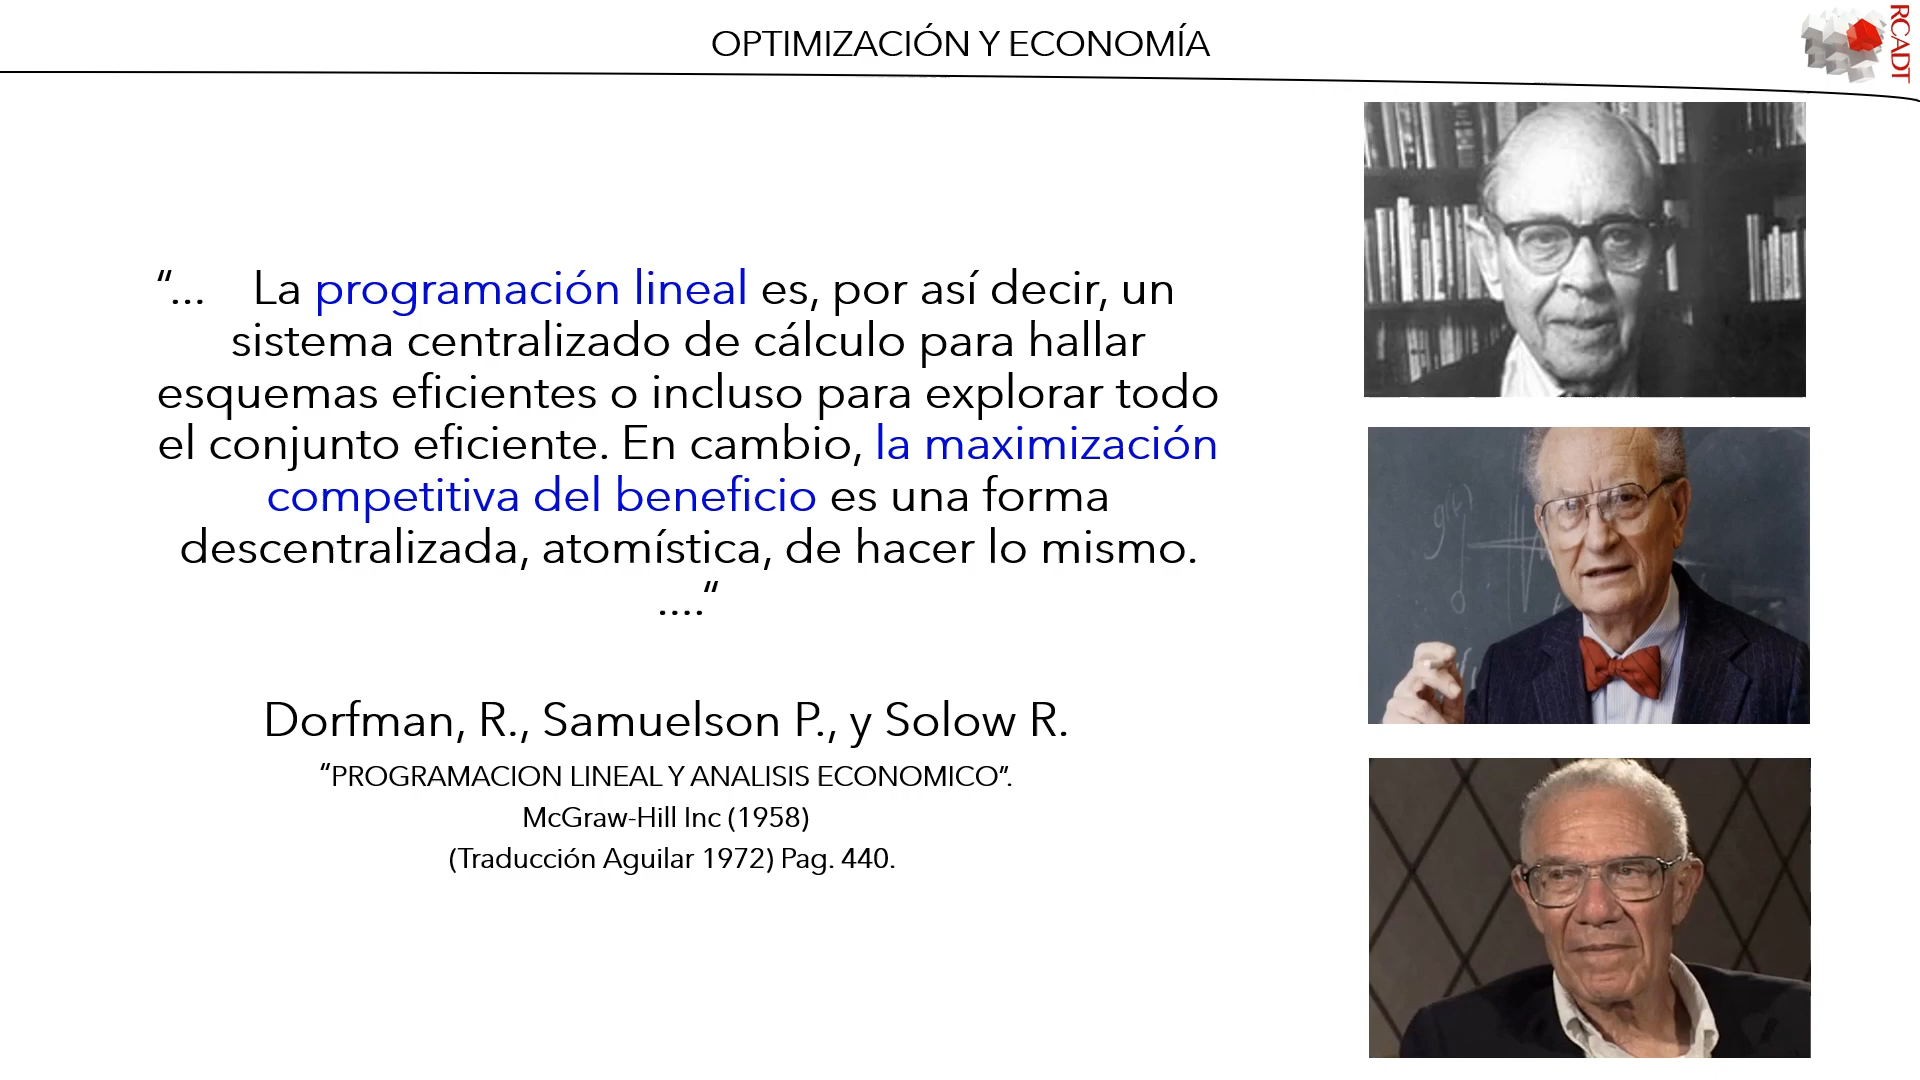 OPTIMIZACIÓN Y ECONOMÍA
RCADT
“... La programación lineal es, por así decir, un
sistema centralizado de cálculo para hallar
esquemas eficientes o incluso para explorar todo
el conjunto eficiente. En cambio, la maximización
competitiva del beneficio es una forma
descentralizada, atomística, de hacer lo mismo.
....“
Dorfman, R., Samuelson P., y Solow R.
“PROGRAMACION LINEAL Y ANALISIS ECONOMICO”.
McGraw-Hill Inc (1958)
(Traducción Aguilar 1972) Pag. 440.